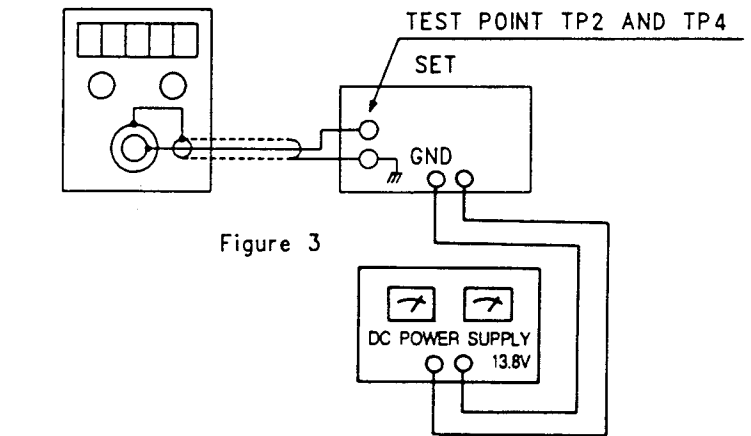 TEST POINT TP2 AND TP4
SET
GND
Figure 3
DC POWER SUPPLY
13.8V